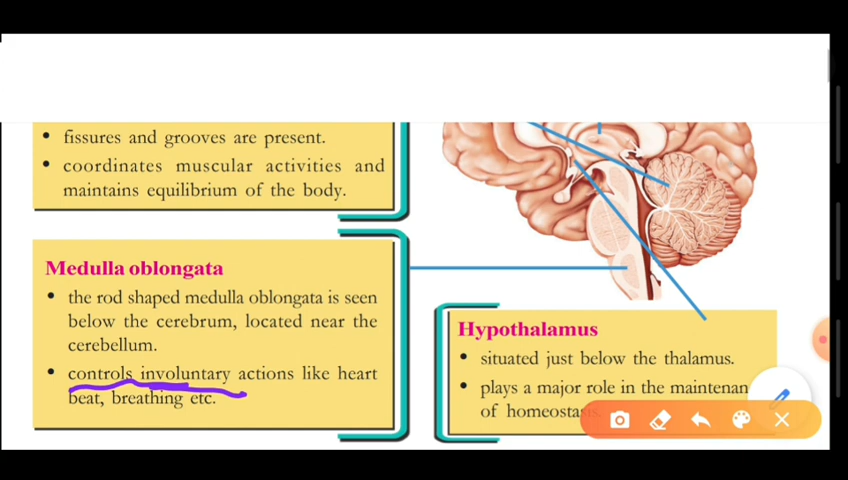 fissures and grooves are present.
coordinates muscular activities and
maintains equilibrium of the body.
Medulla oblongata
the rod shaped medulla oblongata is seen
below the cerebrum, located near the
cerebellum.
controls involuntary actions like heart
beat, breathing etc.
Hypothalamus
situated just below the thalamus.
plays a major role in the
of